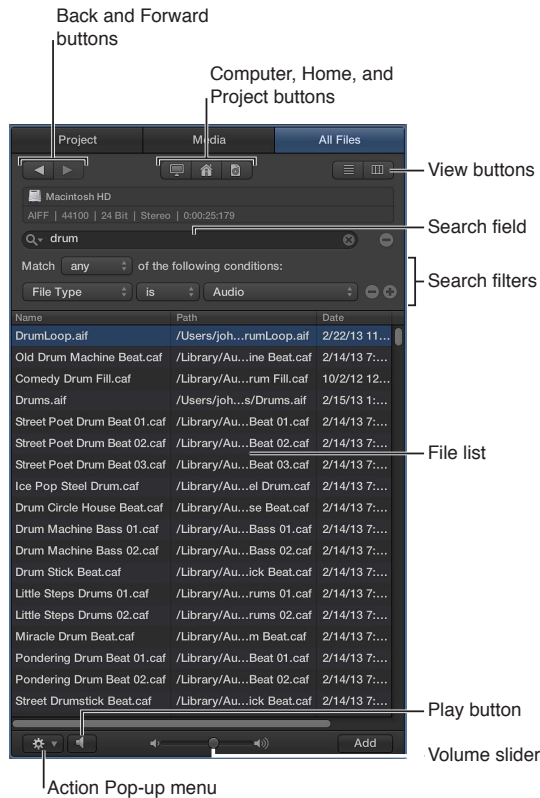 Back and Forward
buttons
Computer, Home, and
Project buttons
Project Media All Files
View buttons
Macintosh HD
AIFF | 44100 | 24 Bit | Stereo | 0:00:25:179
drum
Search field
Match any of the following conditions:
Search filters
File Type is Audio
Name Path Date
DrumLoop.aif /Users/joh...rumLoop.aif 2/22/13 11...
Old Drum Machine Beat.caf /Library/Au...ine Beat.caf 2/14/13 7:...
Comedy Drum Fill.caf /Library/Au...rum Fill.caf 10/2/12 12...
Drums.aif /Users/joh...s/Drums.aif 2/15/13 1:...
Street Poet Drum Beat 01.caf /Library/Au...Beat 01.caf 2/14/13 7:...
Street Poet Drum Beat 02.caf /Library/Au...Beat 02.caf 2/14/13 7:...
Street Poet Drum Beat 03.caf /Library/Au...Beat 03.caf 2/14/13 7:...
File list
Ice Pop Steel Drum.caf /Library/Au...el Drum.caf 2/14/13 7:...
Drum Circle House Beat.caf /Library/Au...se Beat.caf 2/14/13 7:...
Drum Machine Bass 01.caf /Library/Au...Bass 01.caf 2/14/13 7:...
Drum Machine Bass 02.caf /Library/Au...Bass 02.caf 2/14/13 7:...
Drum Stick Beat.caf /Library/Au...ick Beat.caf 2/14/13 7:...
Little Steps Drums 01.caf /Library/Au...rums 01.caf 2/14/13 7:...
Little Steps Drums 02.caf /Library/Au...rums 02.caf 2/14/13 7:...
Miracle Drum Beat.caf /Library/Au...m Beat.caf 2/14/13 7:...
Pondering Drum Beat 01.caf /Library/Au...Beat 01.caf 2/14/13 7:...
Pondering Drum Beat 02.caf /Library/Au...Beat 02.caf 2/14/13 7:...
Street Drumstick Beat.caf /Library/Au...ick Beat.caf 2/14/13 7:...
Play button
Add
Volume slider
Action Pop-up menu